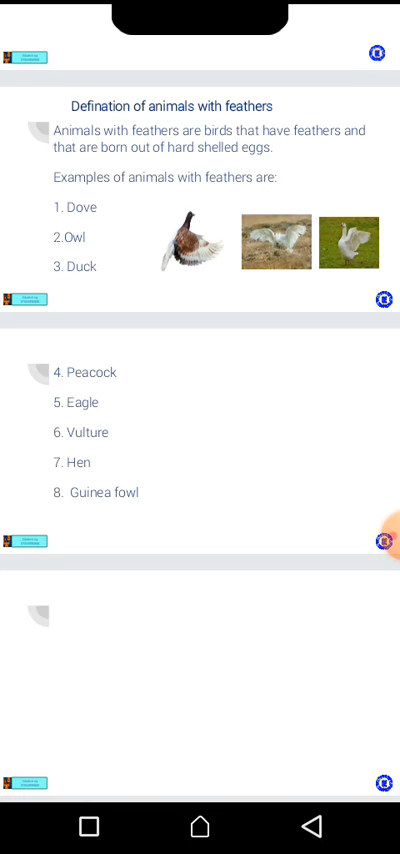 Defination of animals with feathers
Animals with feathers are birds that have feathers and
that are born out of hard shelled eggs.
Examples of animals with feathers are:
1. Dove
2.Owl
3. Duck
4. Peacock
5. Eagle
6. Vulture
7. Hen
8. Guinea fowl